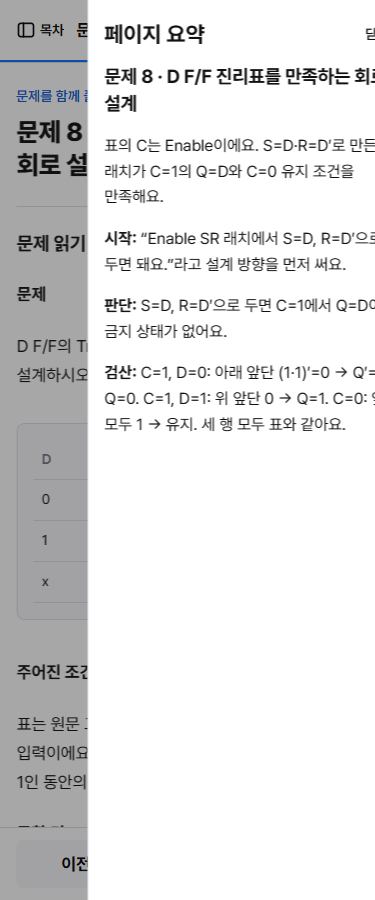 목차
페이지 요약
문제를 함께
문제 8
회로 설
문제 읽기
문제
D F/F의
설계하시오
D
0
1
x
주어진 조건
표는 원문
입력이에요
1인 동안의
이전
문제 8 · D F/F 진리표를 만족하는 회로
설계
표의 C는 Enable이에요. S=D·R=D′로 만든
래치가 C=1의 Q=D와 C=0 유지 조건을
만족해요.
시작: “Enable SR 래치에서 S=D, R=D′으로
두면 돼요.”라고 설계 방향을 먼저 써요.
판단: S=D, R=D′으로 두면 C=1에서 Q=D이
금지 상태가 없어요.
검산: C=1, D=0: 아래 앞단 (1·1)′=0 → Q′=
Q=0. C=1, D=1: 위 앞단 0 → Q=1. C=0:
모두 1 → 유지. 세 행 모두 표와 같아요.